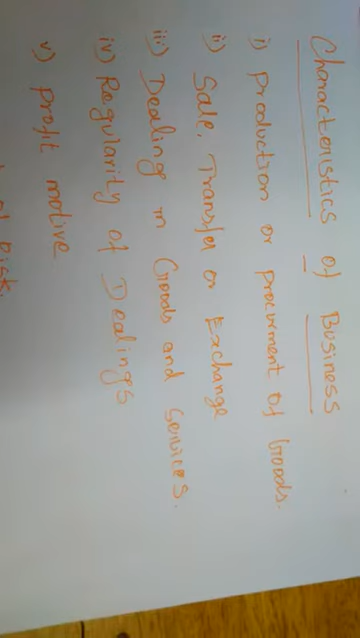 Characteristics of Business
i) Production or procurment of Goods.
ii) Sale, Transfer or Exchange
iii) Dealing in Goods and Services.
iv) Regularity of Dealings
v) Profit motive